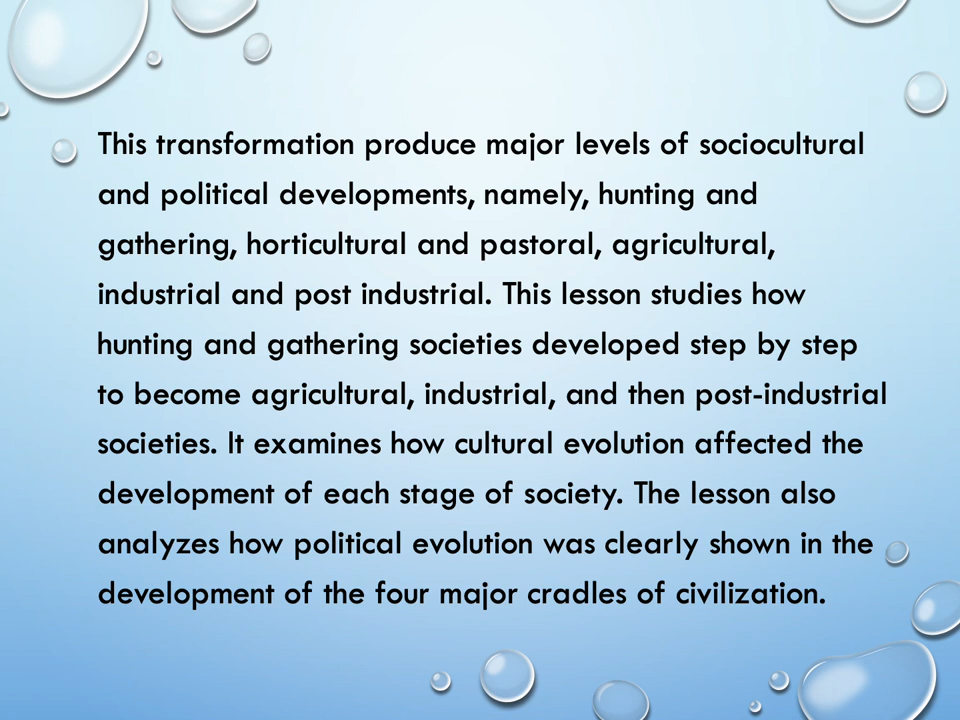 This transformation produce major levels of sociocultural
and political developments, namely, hunting and
gathering, horticultural and pastoral, agricultural,
industrial and post industrial. This lesson studies how
hunting and gathering societies developed step by step
to become agricultural, industrial, and then post-industrial
societies. It examines how cultural evolution affected the
development of each stage of society. The lesson also
analyzes how political evolution was clearly shown in the
development of the four major cradles of civilization.